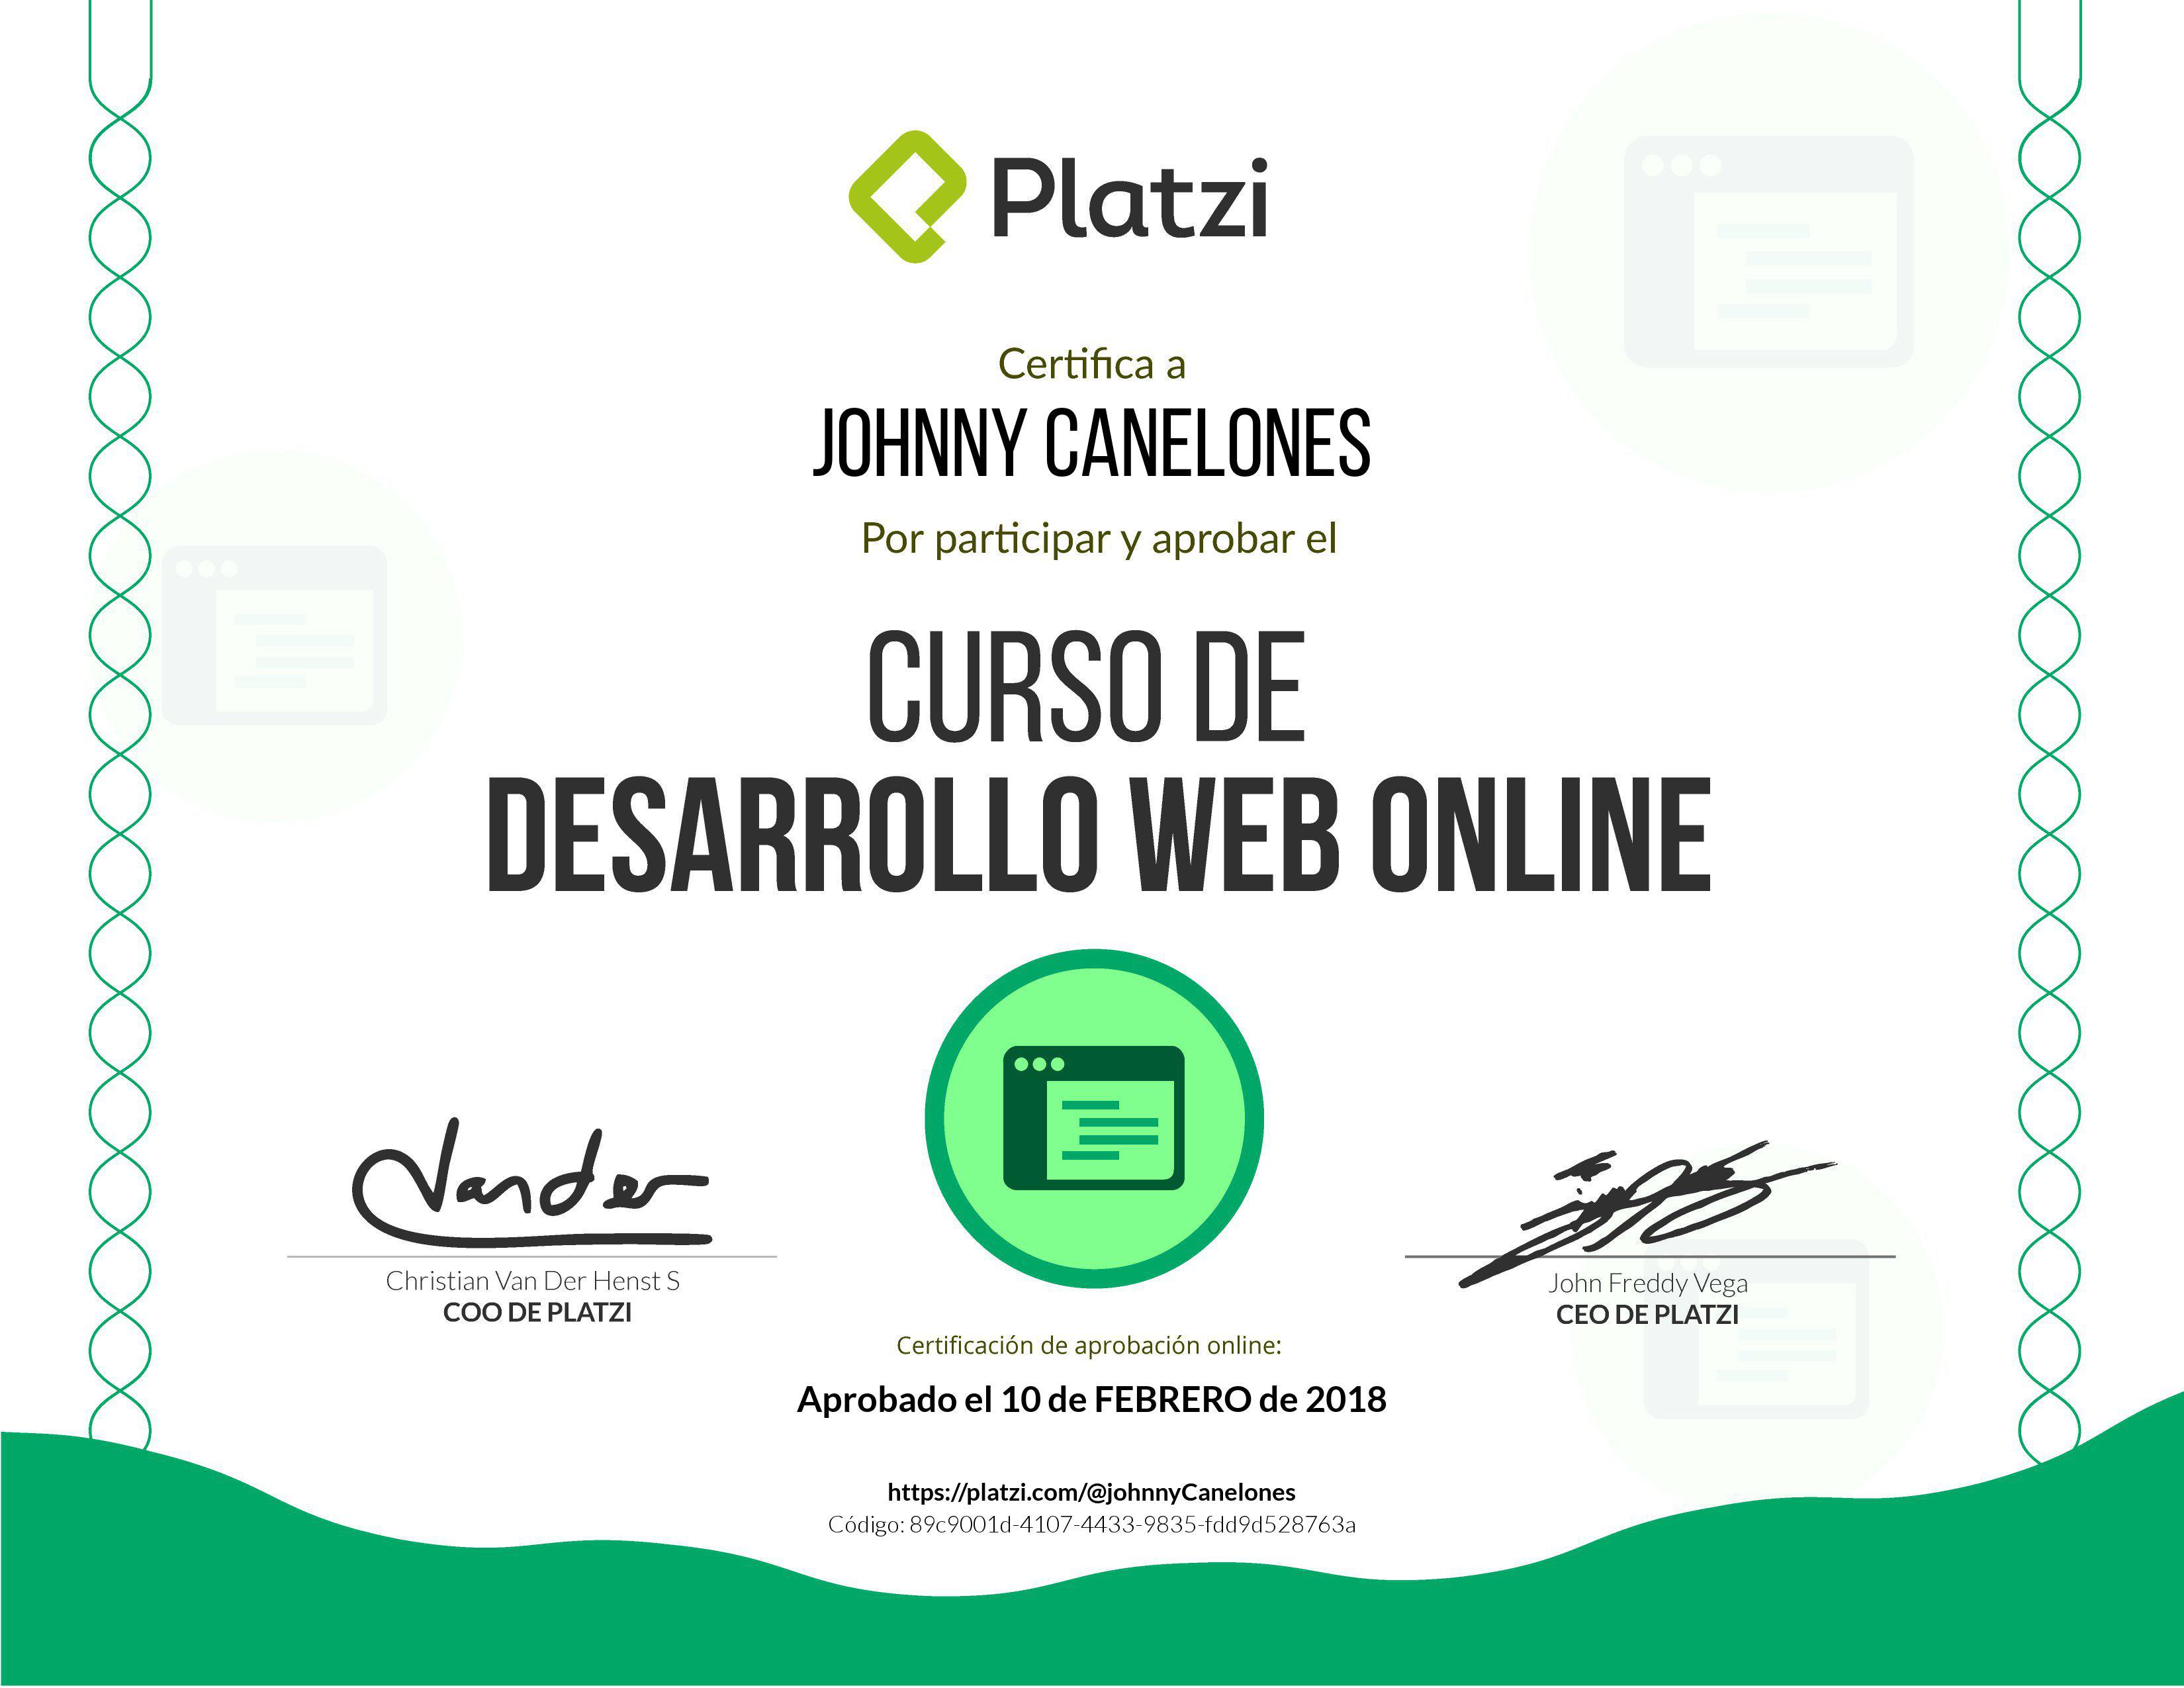 Platzi
Certifica a
JOHNNY CANELONES
Por participar y aprobar el
CURSO DE
DESARROLLO WEB ONLINE
Vander
Christian Van Der Henst S
COO DE PLATZI
John Freddy Vega
CEO DE PLATZI
Certificación de aprobación online:
Aprobado el 10 de FEBRERO de 2018
https://platzi.com/@johnnyCanelones
Código: 89c9001d-4107-4433-9835-fdd9d528763a